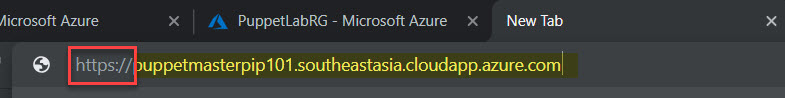 Microsoft Azure PuppetLabRG - Microsoft Azure New Tab
https://puppetmasterpip101.southeastasia.cloudapp.azure.com